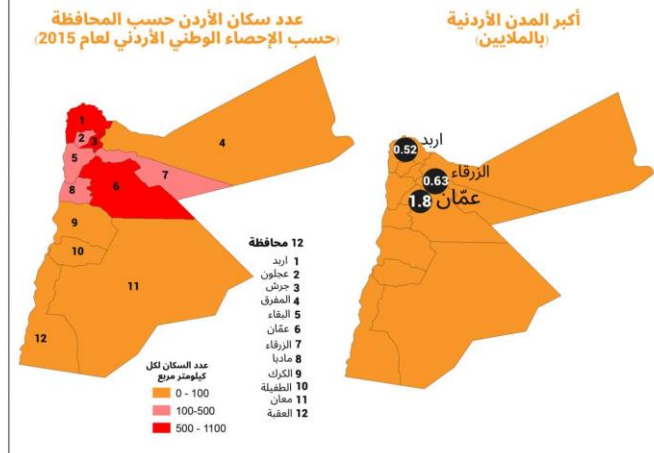 عدد سكان الأردن حسب المحافظة
(حسب الإحصاء الوطني الأردني لعام 2015)
1
2
3
4
5
6
7
8
9
10
11
12
12 محافظة
1 اربد
2 عجلون
3 جرش
4 المفرق
5 البقاء
6 عمّان
7 الزرقاء
8 مادبا
9 الكرك
10 الطفيلة
11 معان
12 العقبة
عدد السكان لكل
كيلومتر مربع
0 - 100
100-500
500 - 1100
أكبر المدن الأردنية
(بالملايين)
اربد
0.52
الزرقاء
0.63
عمّان
1.8